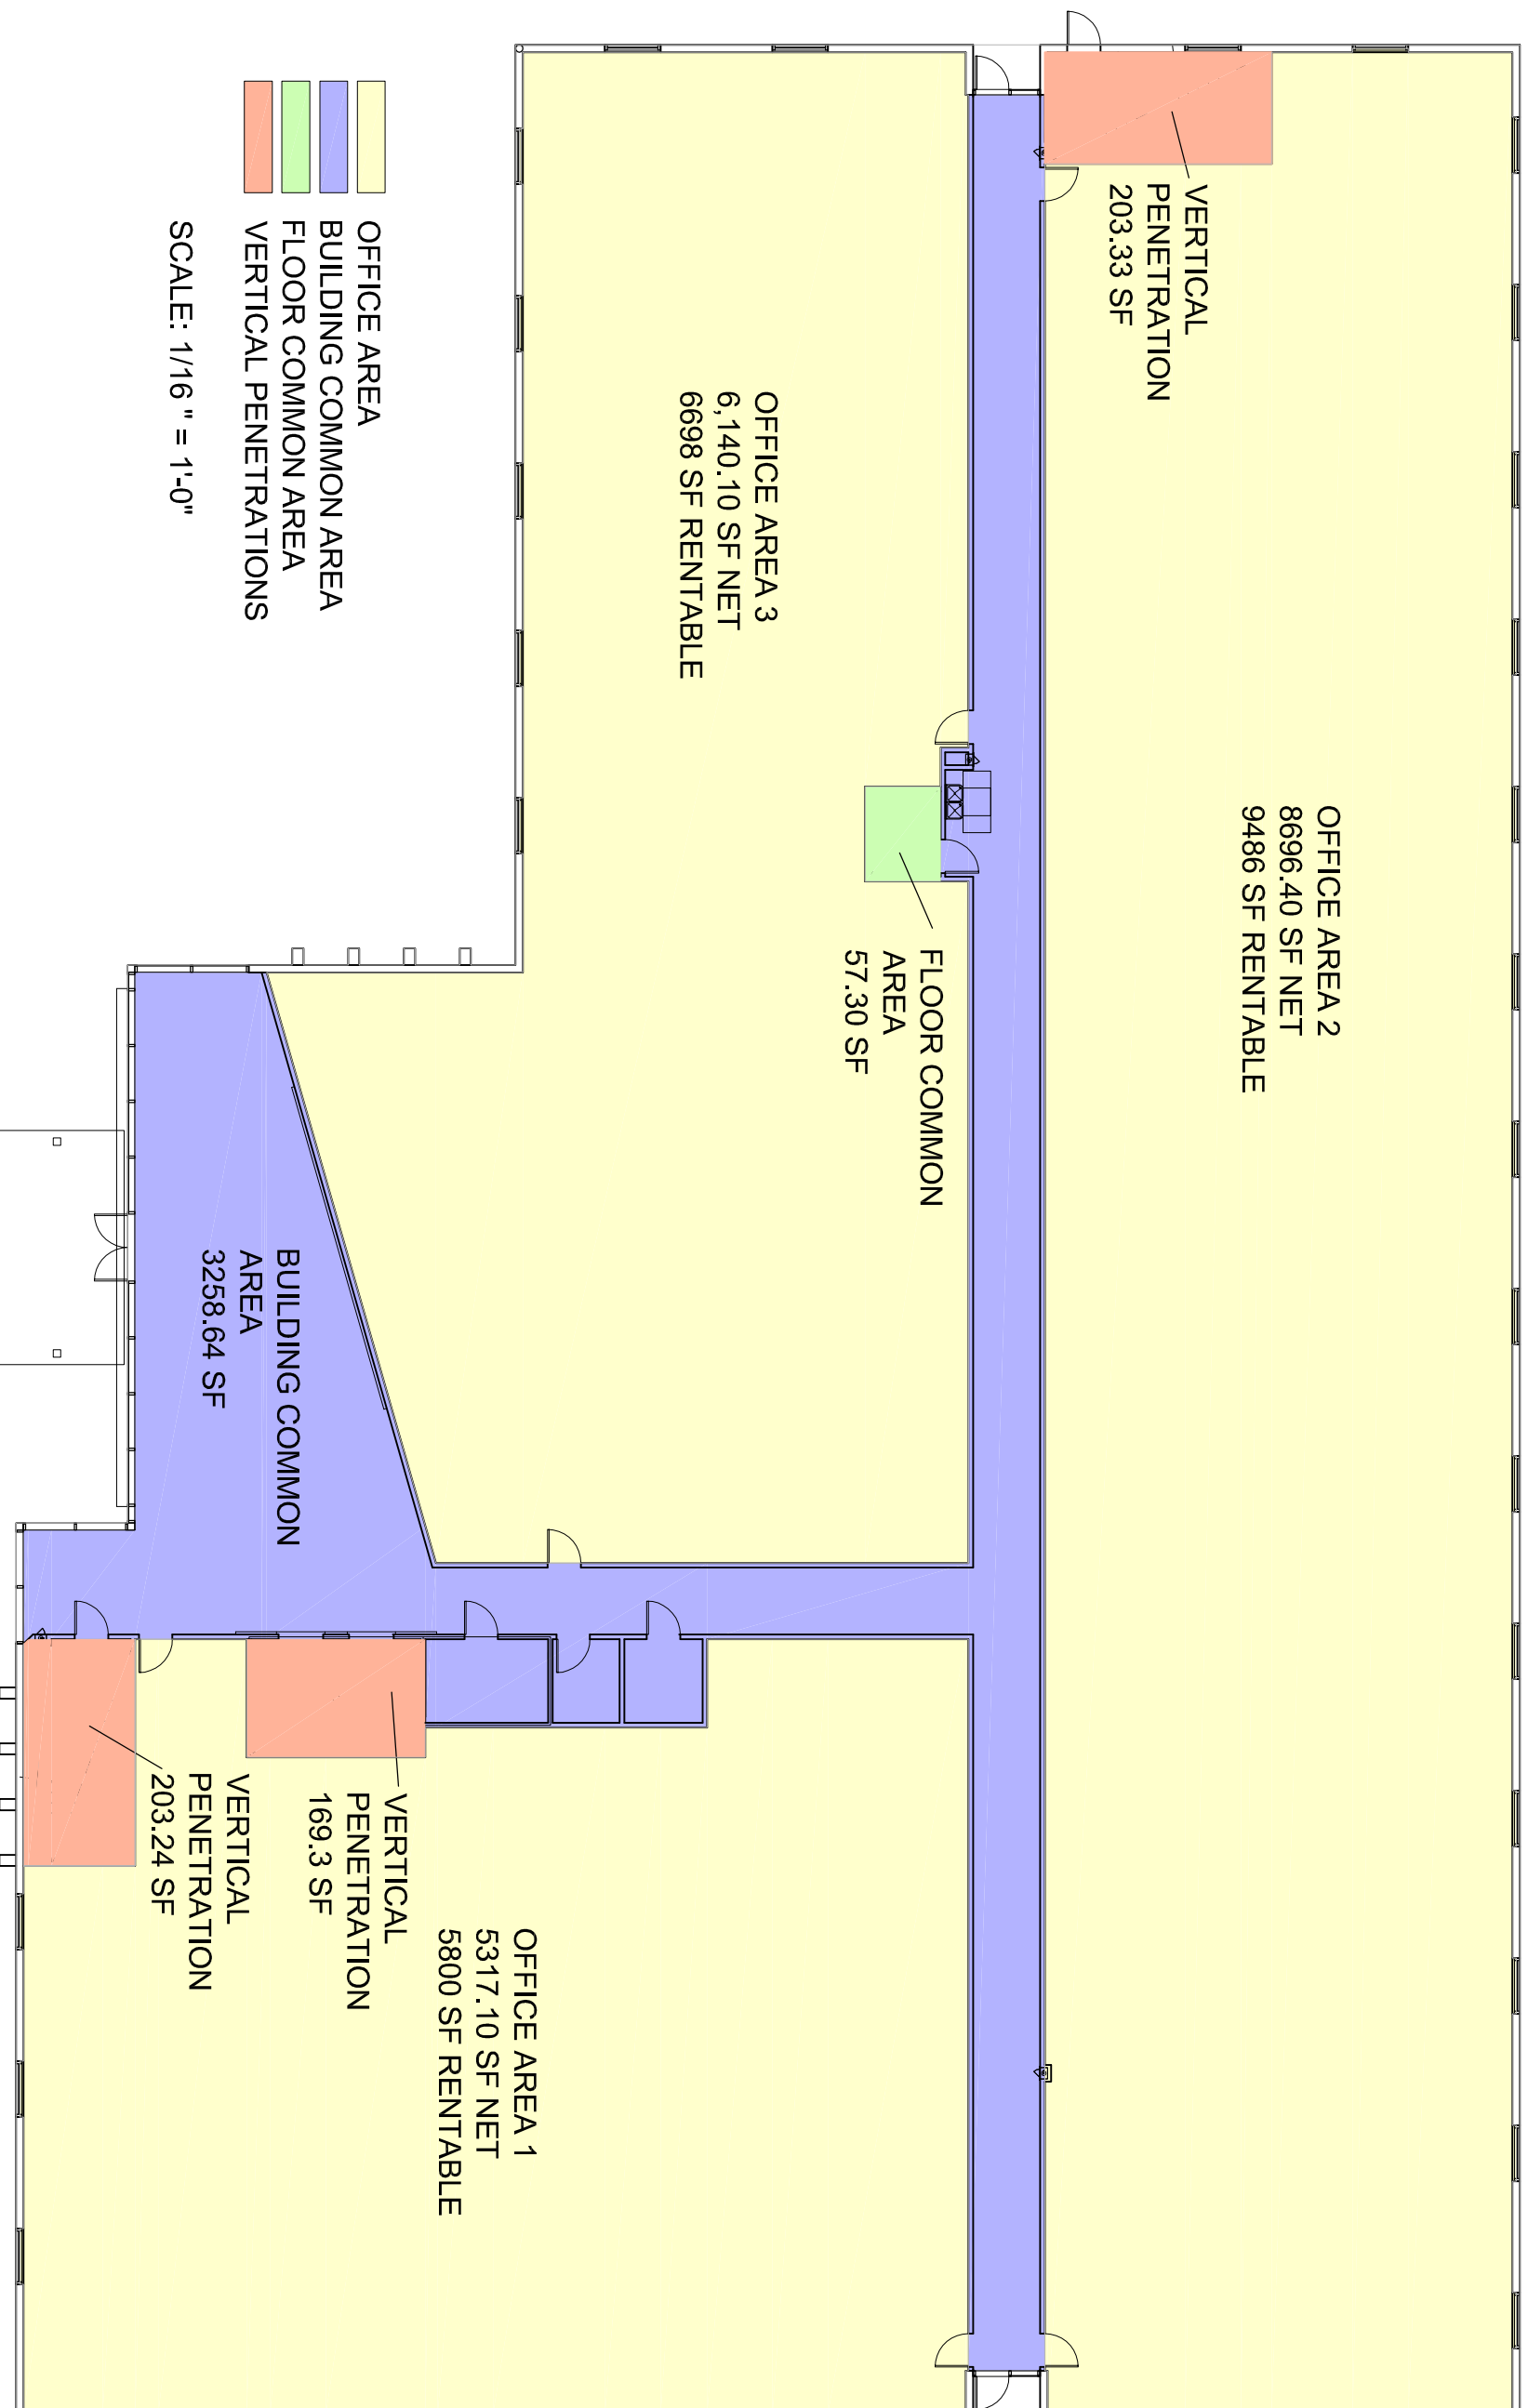 VERTICAL
PENETRATION
203.33 SF
OFFICE AREA 2
8696.40 SF NET
9486 SF RENTABLE
OFFICE AREA 3
6,140.10 SF NET
6698 SF RENTABLE
FLOOR COMMON
AREA
57.30 SF
OFFICE AREA
BUILDING COMMON AREA
FLOOR COMMON AREA
VERTICAL PENETRATIONS
SCALE: 1/16 " = 1'-0"
BUILDING COMMON
AREA
3258.64 SF
OFFICE AREA 1
5317.10 SF NET
5800 SF RENTABLE
VERTICAL
PENETRATION
169.3 SF
VERTICAL
PENETRATION
203.24 SF